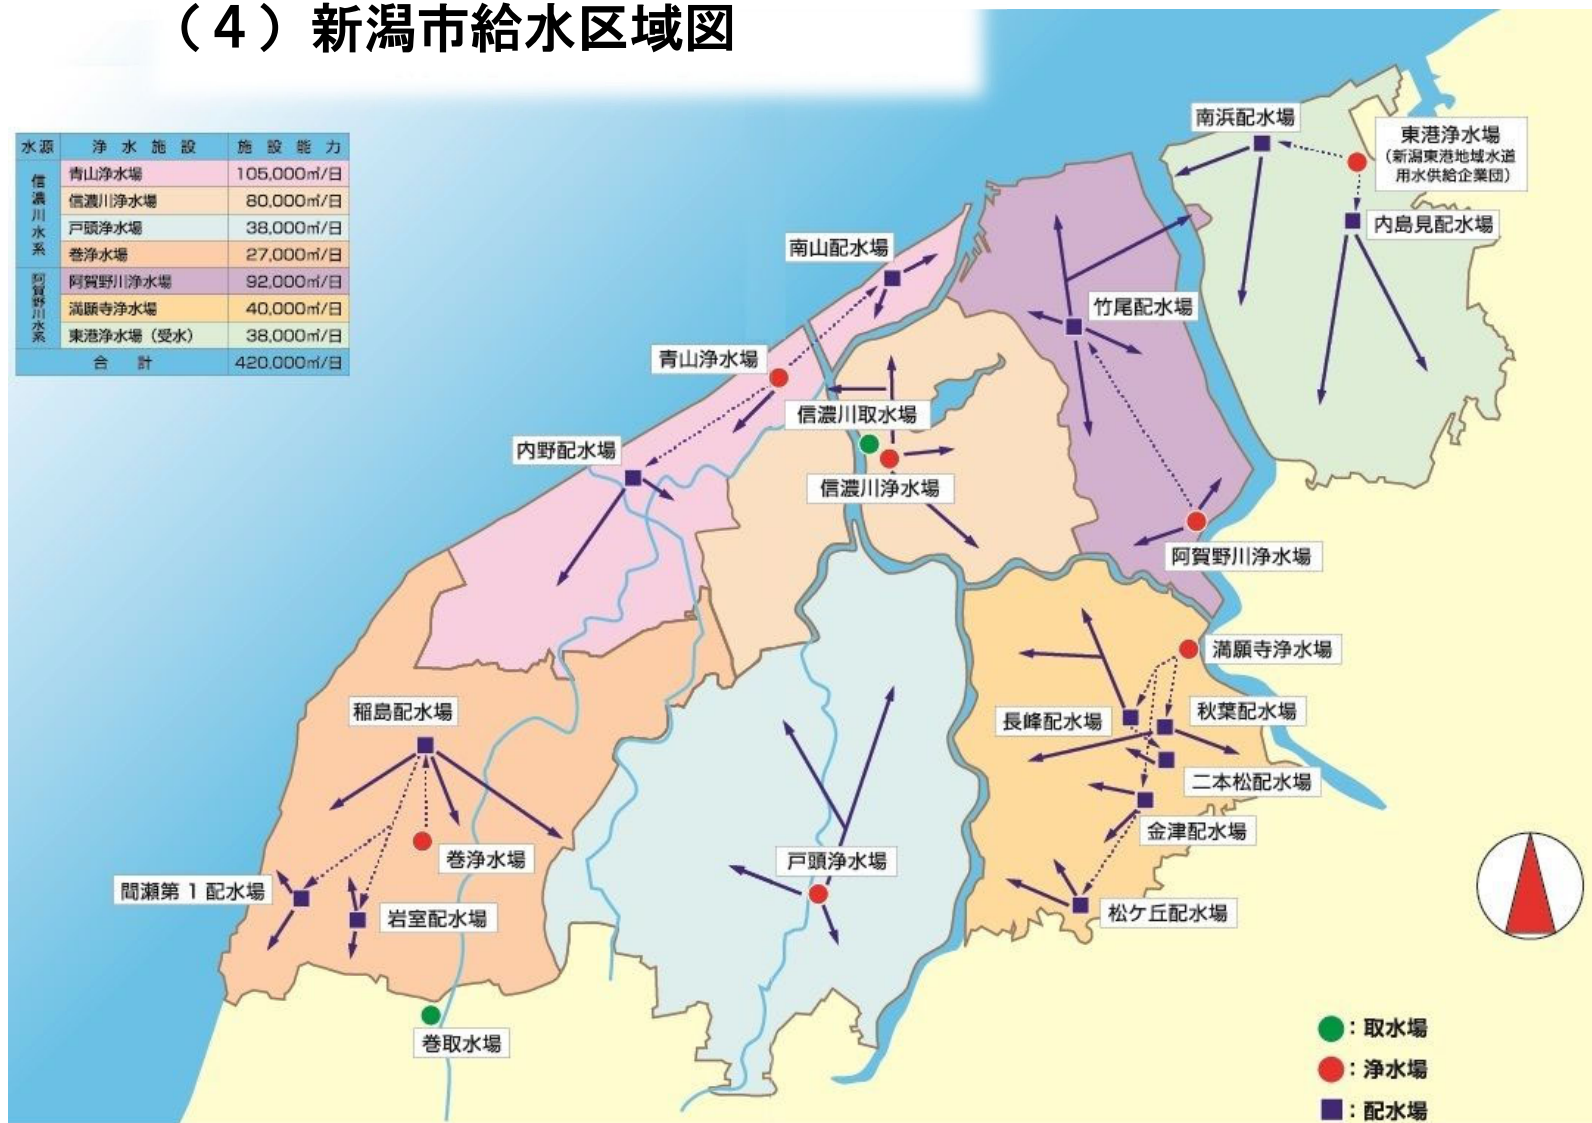 （４）新潟市給水区域図
水源 浄水施設 施設能力
信濃川水系
青山浄水場 105,000㎥/日
信濃川浄水場 80,000㎥/日
戸頭浄水場 38,000㎥/日
巻浄水場 27,000㎥/日
阿賀野川水系
阿賀野川浄水場 92,000㎥/日
満願寺浄水場 40,000㎥/日
東港浄水場（受水） 38,000㎥/日
合計 420,000㎥/日
南浜配水場
東港浄水場
（新潟東港地域水道
用水供給企業団）
内島見配水場
南山配水場
竹尾配水場
青山浄水場
信濃川取水場
内野配水場
信濃川浄水場
阿賀野川浄水場
満願寺浄水場
稲島配水場
長峰配水場
秋葉配水場
二本松配水場
金津配水場
巻浄水場
戸頭浄水場
間瀬第１配水場
岩室配水場
松ケ丘配水場
巻取水場
：取水場
：浄水場
：配水場